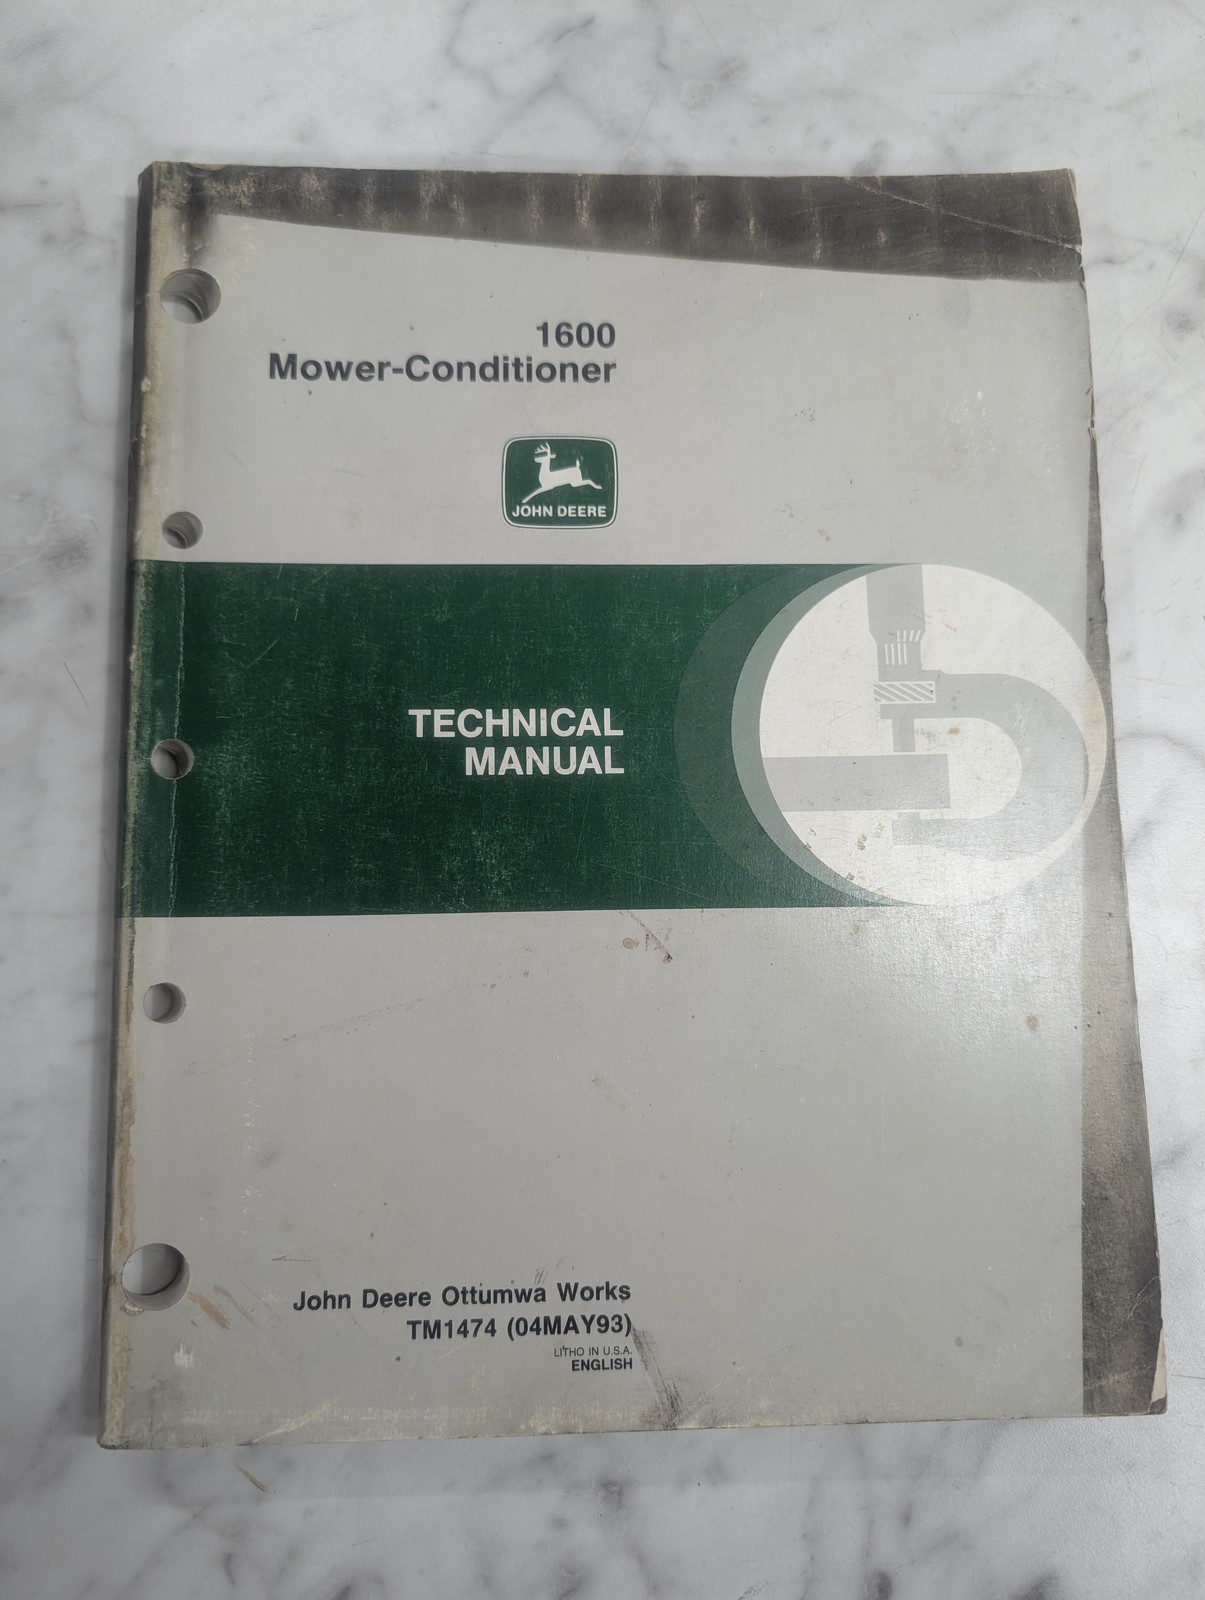 1600
Mower-Conditioner
JOHN DEERE
TECHNICAL
MANUAL
John Deere Ottumwa Works
TM1474 (04MAY93)
LITHO IN U.S.A.
ENGLISH